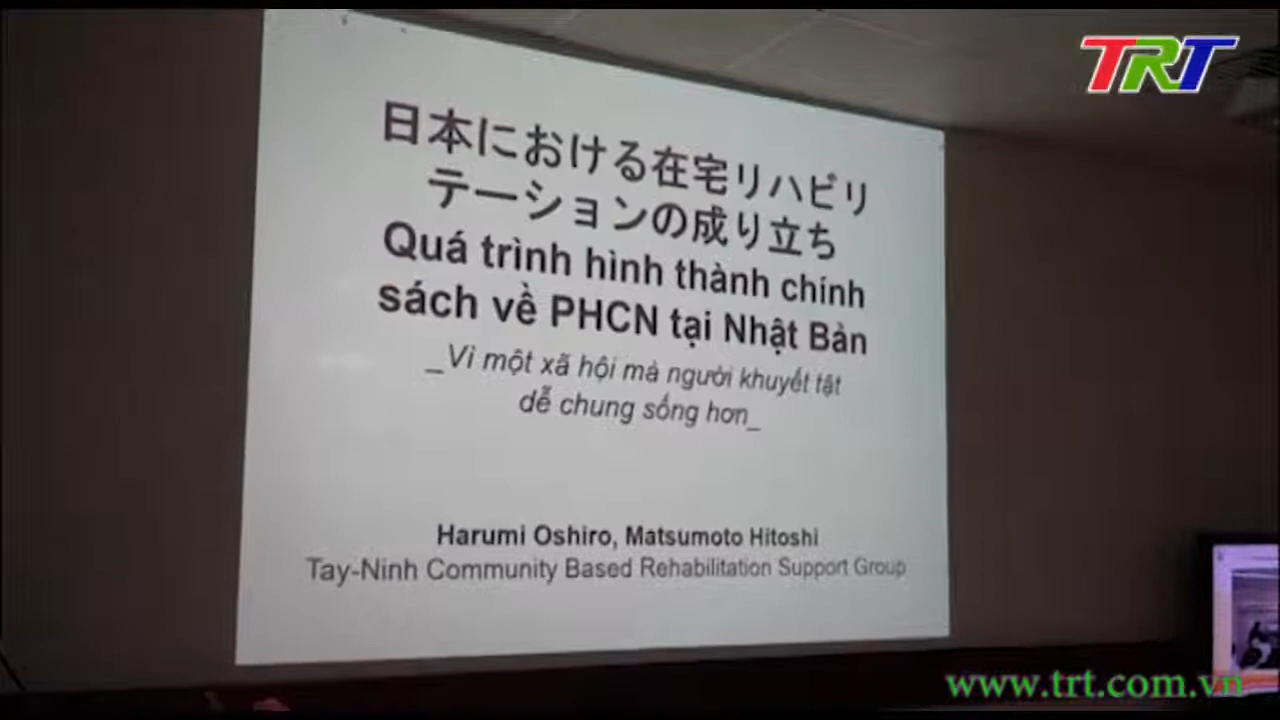 TRT
日本における在宅リハビリ
テーションの成り立ち
Quá trình hình thành chính
sách về PHCN tại Nhật Bản
_Vì một xã hội mà người khuyết tật
dễ chung sống hơn_
Harumi Oshiro, Matsumoto Hitoshi
Tay-Ninh Community Based Rehabilitation Support Group
www.trt.com.vn